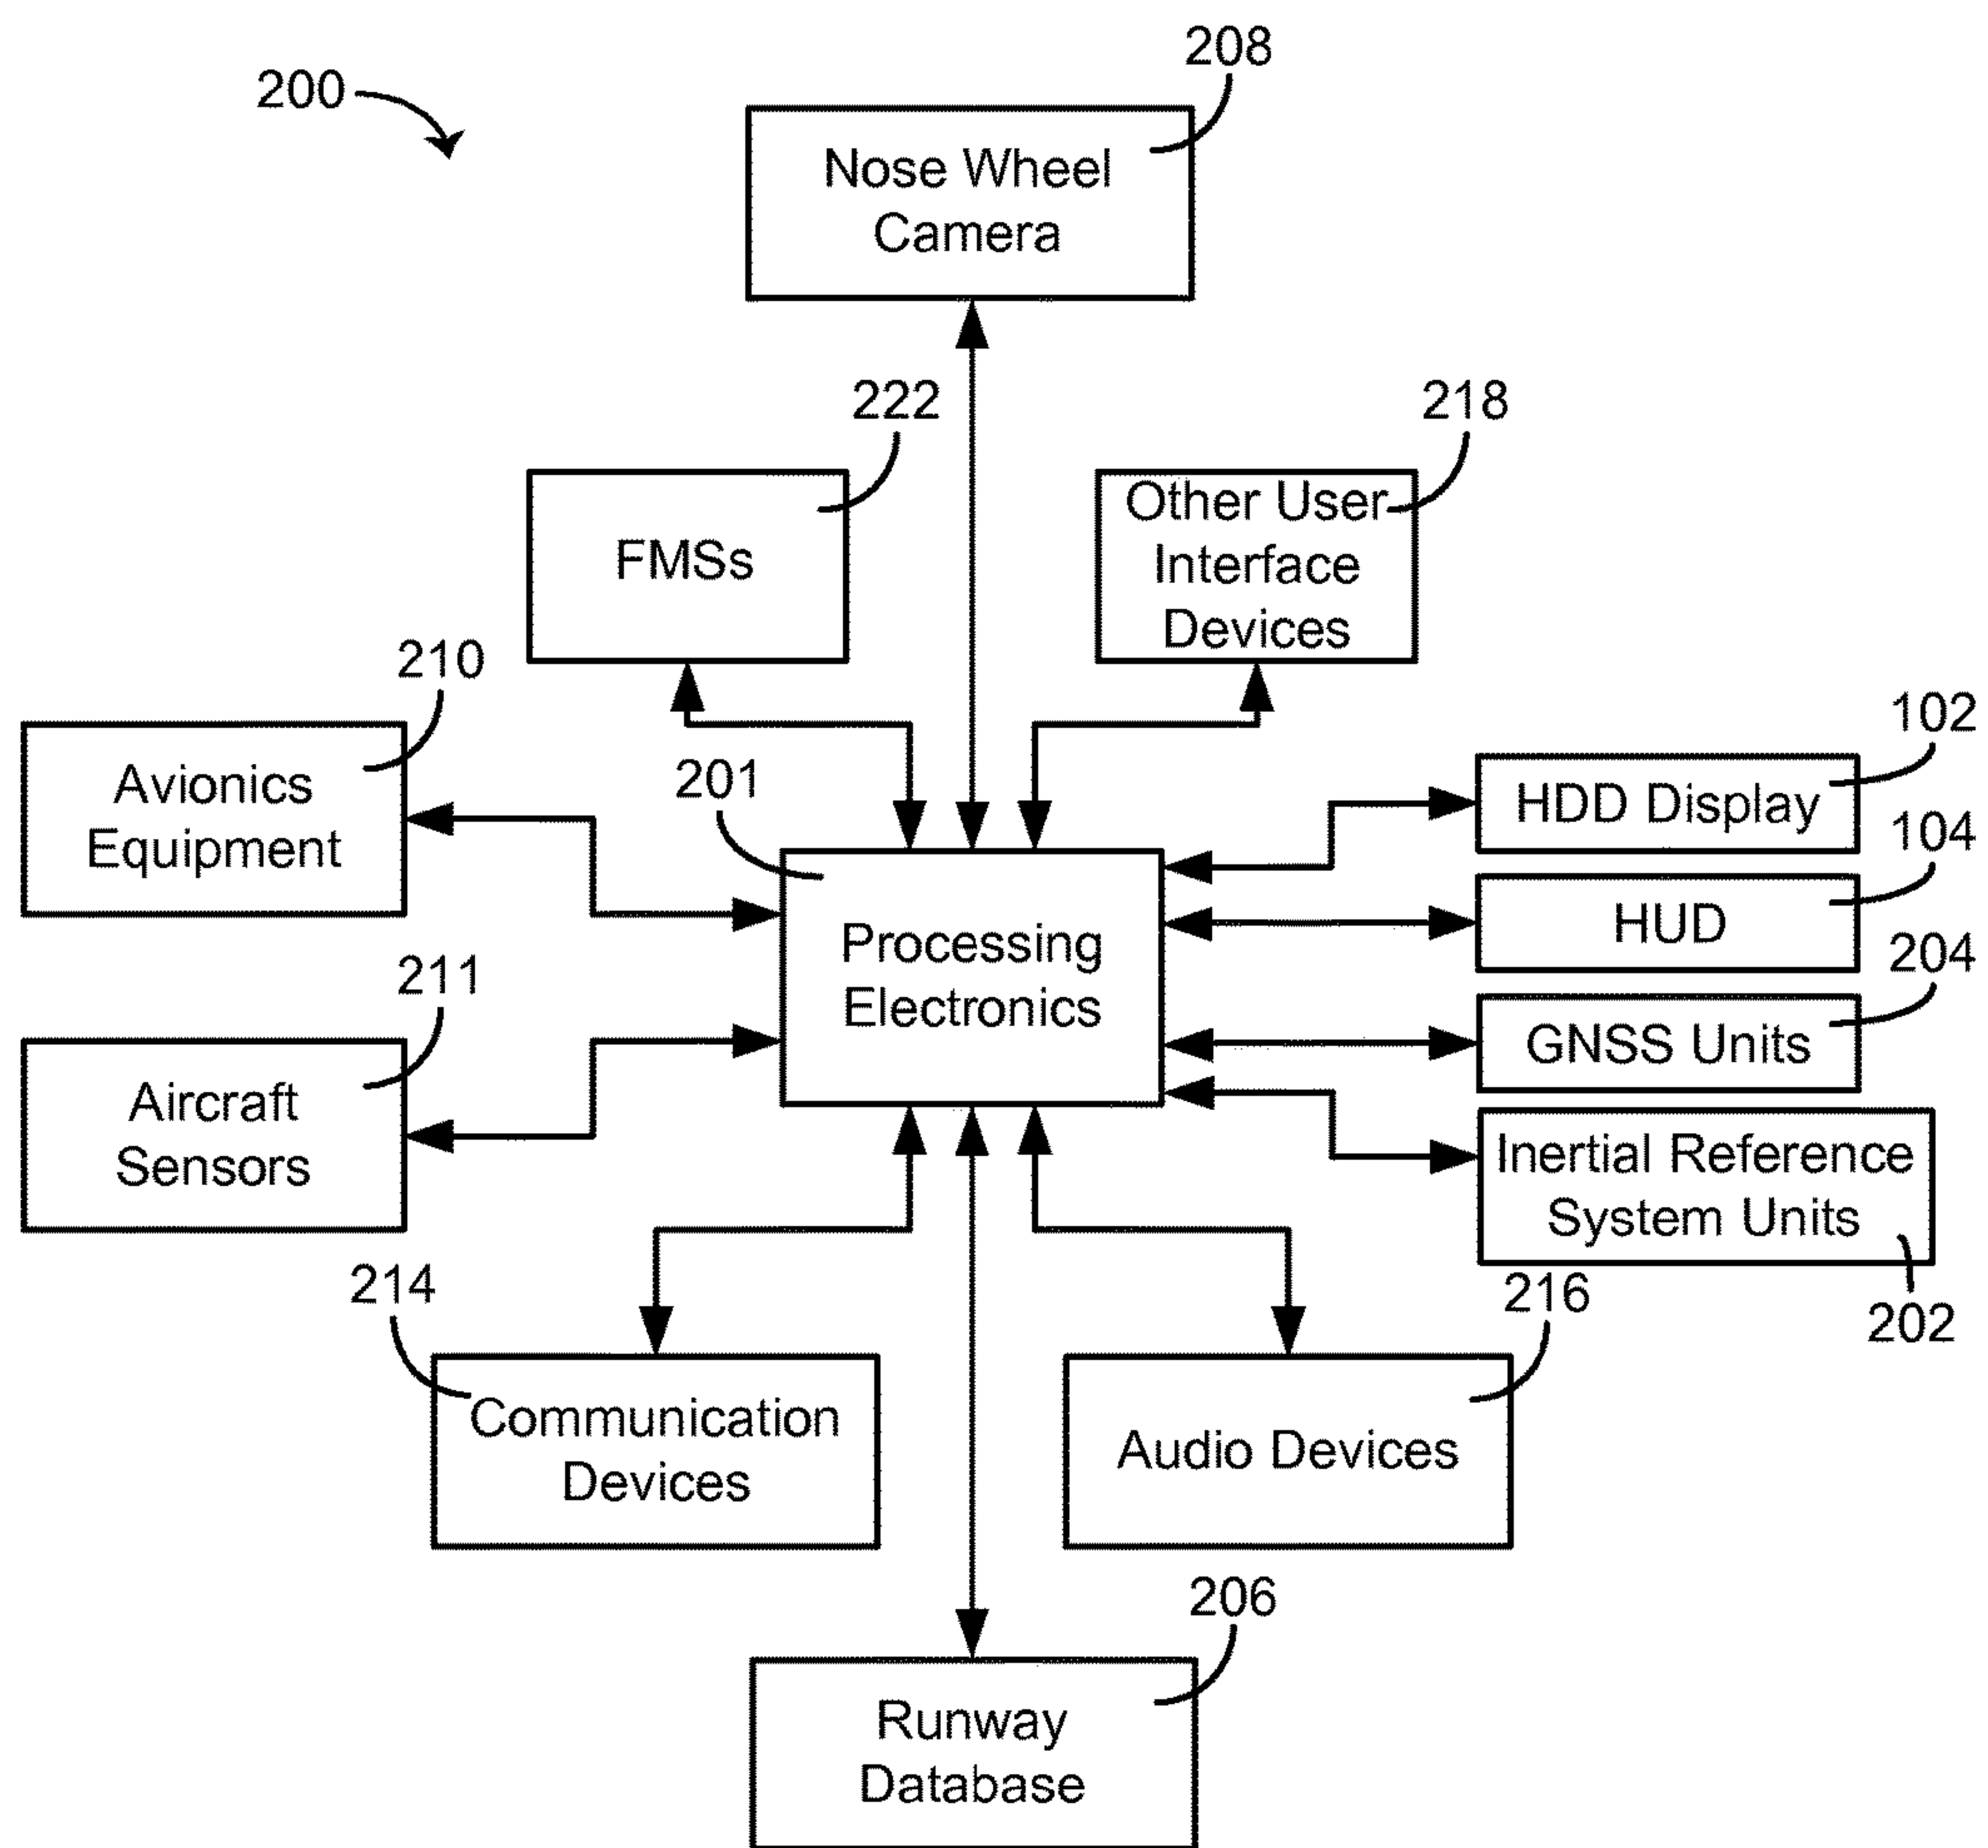 208
200
Nose Wheel
Camera
222
218
FMSs
Other User
Interface
Devices
210
102
Avionics
Equipment
201
HDD Display
104
HUD
Processing
Electronics
204
211
GNSS Units
Aircraft
Sensors
Inertial Reference
System Units
214
216
202
Communication
Devices
Audio Devices
206
Runway
Database